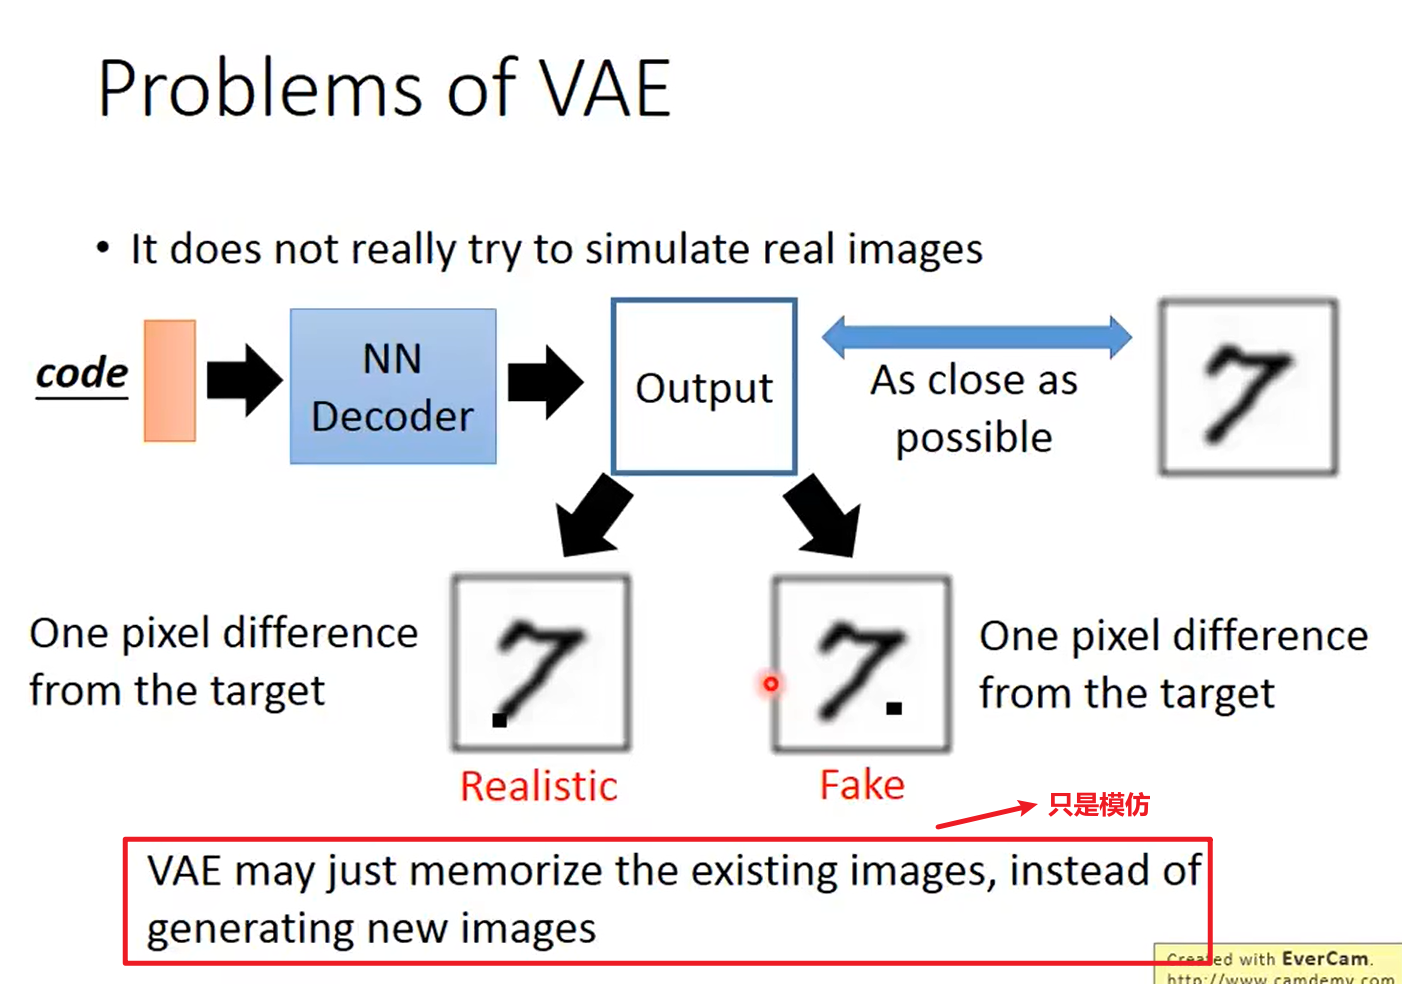 Problems of VAE
• It does not really try to simulate real images
code
NN
Decoder
Output
As close as
possible
One pixel difference
from the target
Realistic
Fake
One pixel difference
from the target
只是模仿
VAE may just memorize the existing images, instead of
generating new images
Created with EverCam.
http://www.camdemy.com